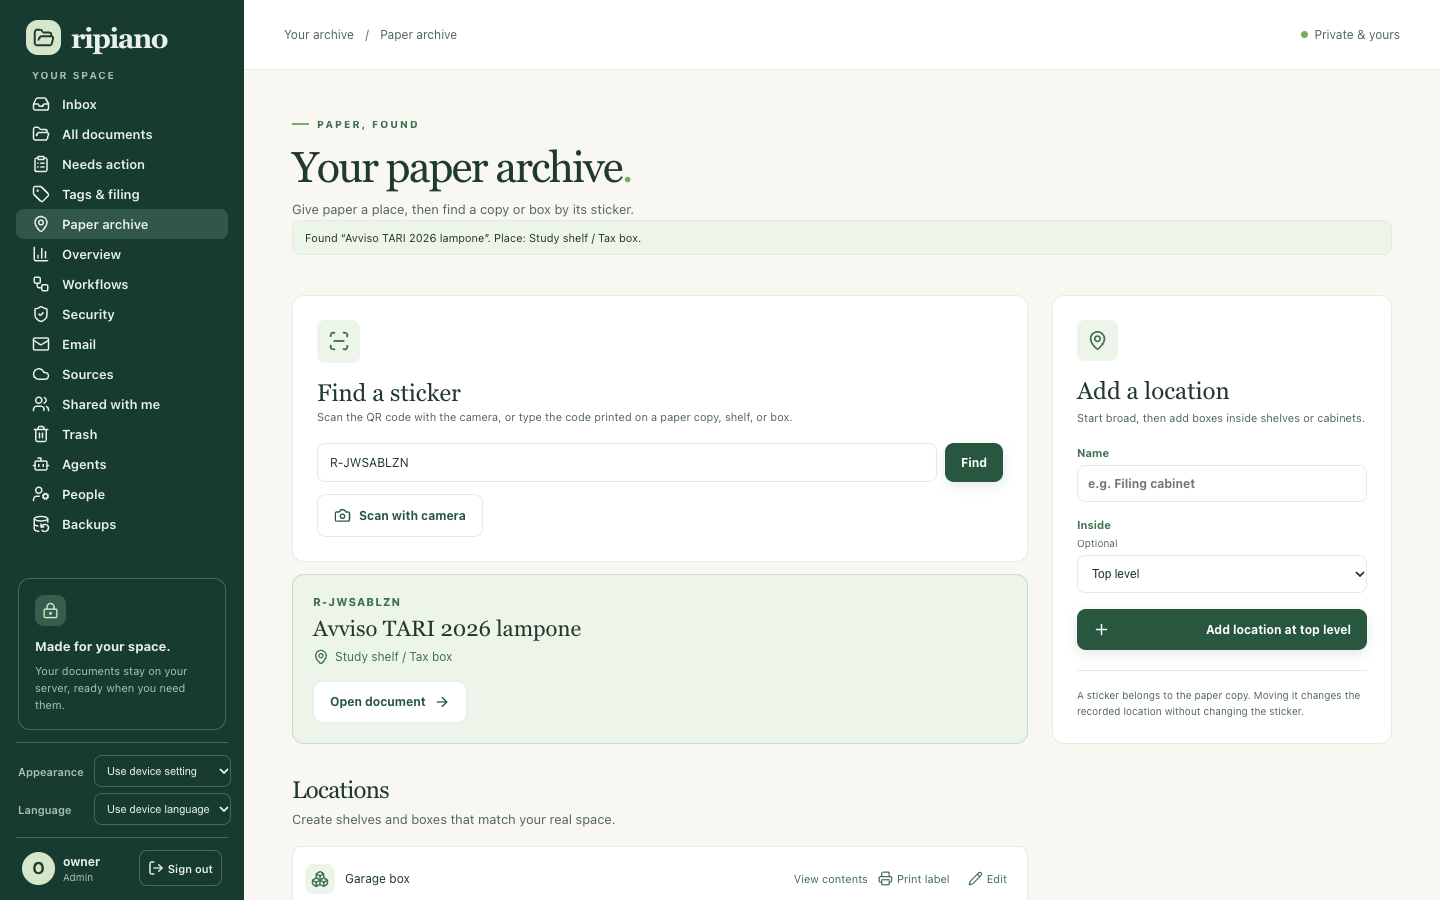 ripiano
YOUR SPACE
Inbox
All documents
Needs action
Tags & filing
Paper archive
Overview
Workflows
Security
Email
Sources
Shared with me
Trash
Agents
People
Backups
Made for your space.
Your documents stay on your
server, ready when you need
them.
Appearance Use device setting
Language Use device language
O owner
Admin
Sign out
Your archive / Paper archive
Private & yours
PAPER, FOUND
Your paper archive.
Give paper a place, then find a copy or box by its sticker.
Found “Avviso TARI 2026 lampone”. Place: Study shelf / Tax box.
Find a sticker
Scan the QR code with the camera, or type the code printed on a paper copy, shelf, or box.
R-JWSABLZN
Find
Scan with camera
R-JWSABLZN
Avviso TARI 2026 lampone
Study shelf / Tax box
Open document
Add a location
Start broad, then add boxes inside shelves or cabinets.
Name
e.g. Filing cabinet
Inside
Optional
Top level
Add location at top level
A sticker belongs to the paper copy. Moving it changes the
recorded location without changing the sticker.
Locations
Create shelves and boxes that match your real space.
Garage box
View contents Print label Edit